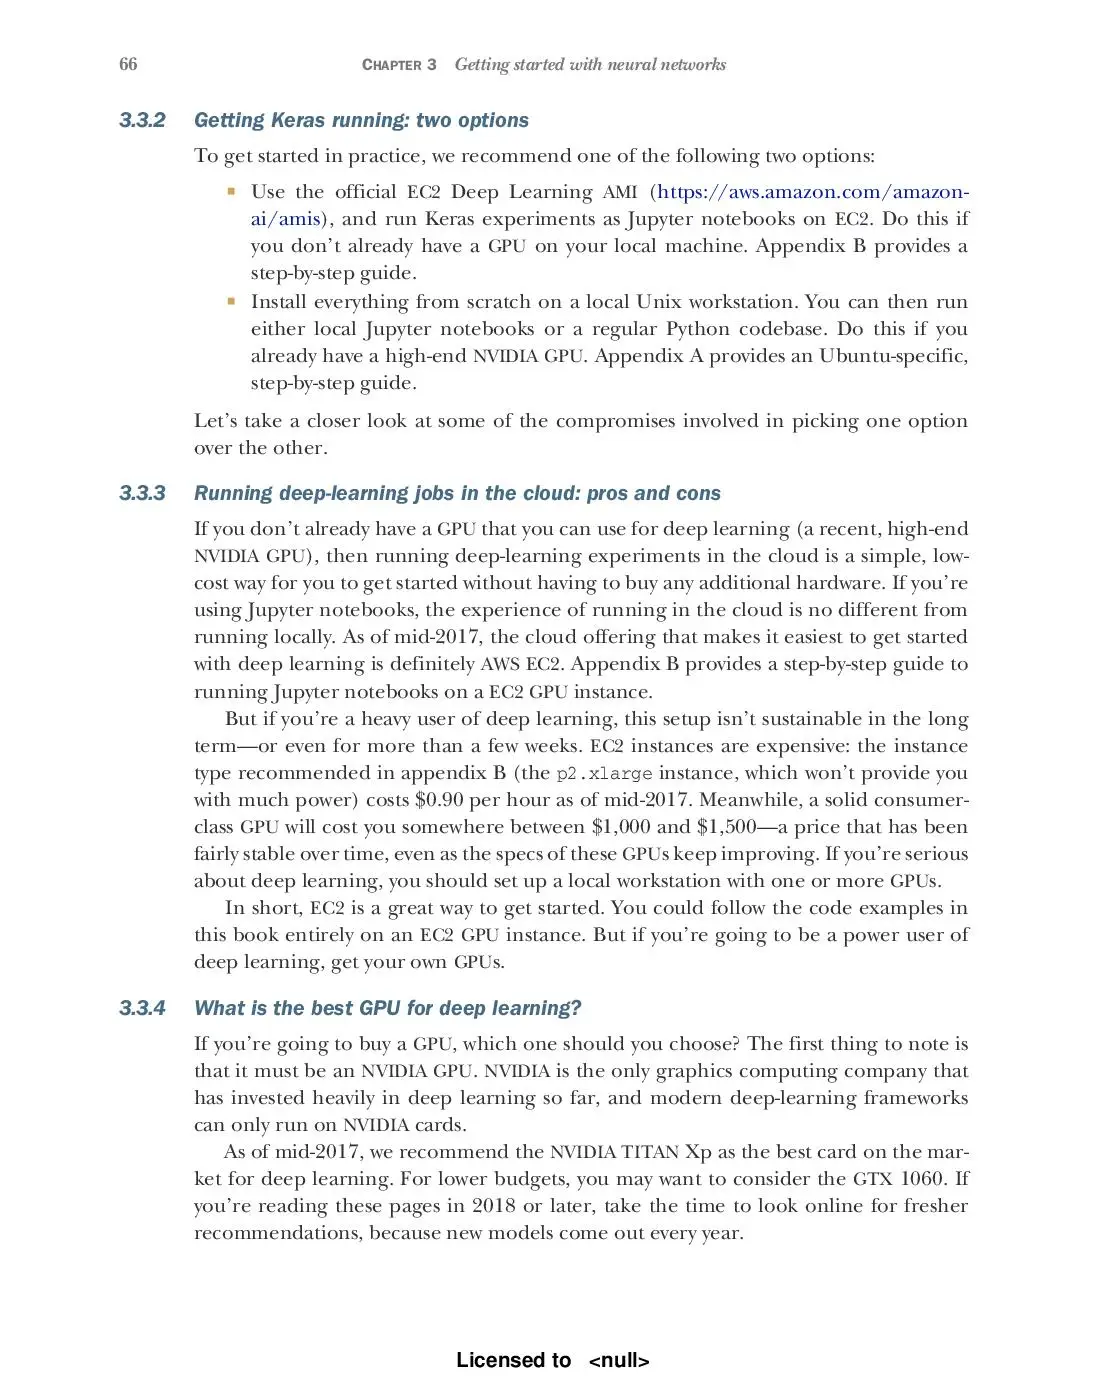 66 CHAPTER 3 Getting started with neural networks
3.3.2 Getting Keras running: two options
To get started in practice, we recommend one of the following two options:
■ Use the official EC2 Deep Learning AMI (https://aws.amazon.com/amazon-
ai/amis), and run Keras experiments as Jupyter notebooks on EC2. Do this if
you don’t already have a GPU on your local machine. Appendix B provides a
step-by-step guide.
■ Install everything from scratch on a local Unix workstation. You can then run
either local Jupyter notebooks or a regular Python codebase. Do this if you
already have a high-end NVIDIA GPU. Appendix A provides an Ubuntu-specific,
step-by-step guide.
Let’s take a closer look at some of the compromises involved in picking one option
over the other.
3.3.3 Running deep-learning jobs in the cloud: pros and cons
If you don’t already have a GPU that you can use for deep learning (a recent, high-end
NVIDIA GPU), then running deep-learning experiments in the cloud is a simple, low-
cost way for you to get started without having to buy any additional hardware. If you’re
using Jupyter notebooks, the experience of running in the cloud is no different from
running locally. As of mid-2017, the cloud offering that makes it easiest to get started
with deep learning is definitely AWS EC2. Appendix B provides a step-by-step guide to
running Jupyter notebooks on a EC2 GPU instance.
But if you’re a heavy user of deep learning, this setup isn’t sustainable in the long
term—or even for more than a few weeks. EC2 instances are expensive: the instance
type recommended in appendix B (the p2.xlarge instance, which won’t provide you
with much power) costs $0.90 per hour as of mid-2017. Meanwhile, a solid consumer-
class GPU will cost you somewhere between $1,000 and $1,500—a price that has been
fairly stable over time, even as the specs of these GPUs keep improving. If you’re serious
about deep learning, you should set up a local workstation with one or more GPUs.
In short, EC2 is a great way to get started. You could follow the code examples in
this book entirely on an EC2 GPU instance. But if you’re going to be a power user of
deep learning, get your own GPUs.
3.3.4 What is the best GPU for deep learning?
If you’re going to buy a GPU, which one should you choose? The first thing to note is
that it must be an NVIDIA GPU. NVIDIA is the only graphics computing company that
has invested heavily in deep learning so far, and modern deep-learning frameworks
can only run on NVIDIA cards.
As of mid-2017, we recommend the NVIDIA TITAN Xp as the best card on the mar-
ket for deep learning. For lower budgets, you may want to consider the GTX 1060. If
you’re reading these pages in 2018 or later, take the time to look online for fresher
recommendations, because new models come out every year.
Licensed to <null>